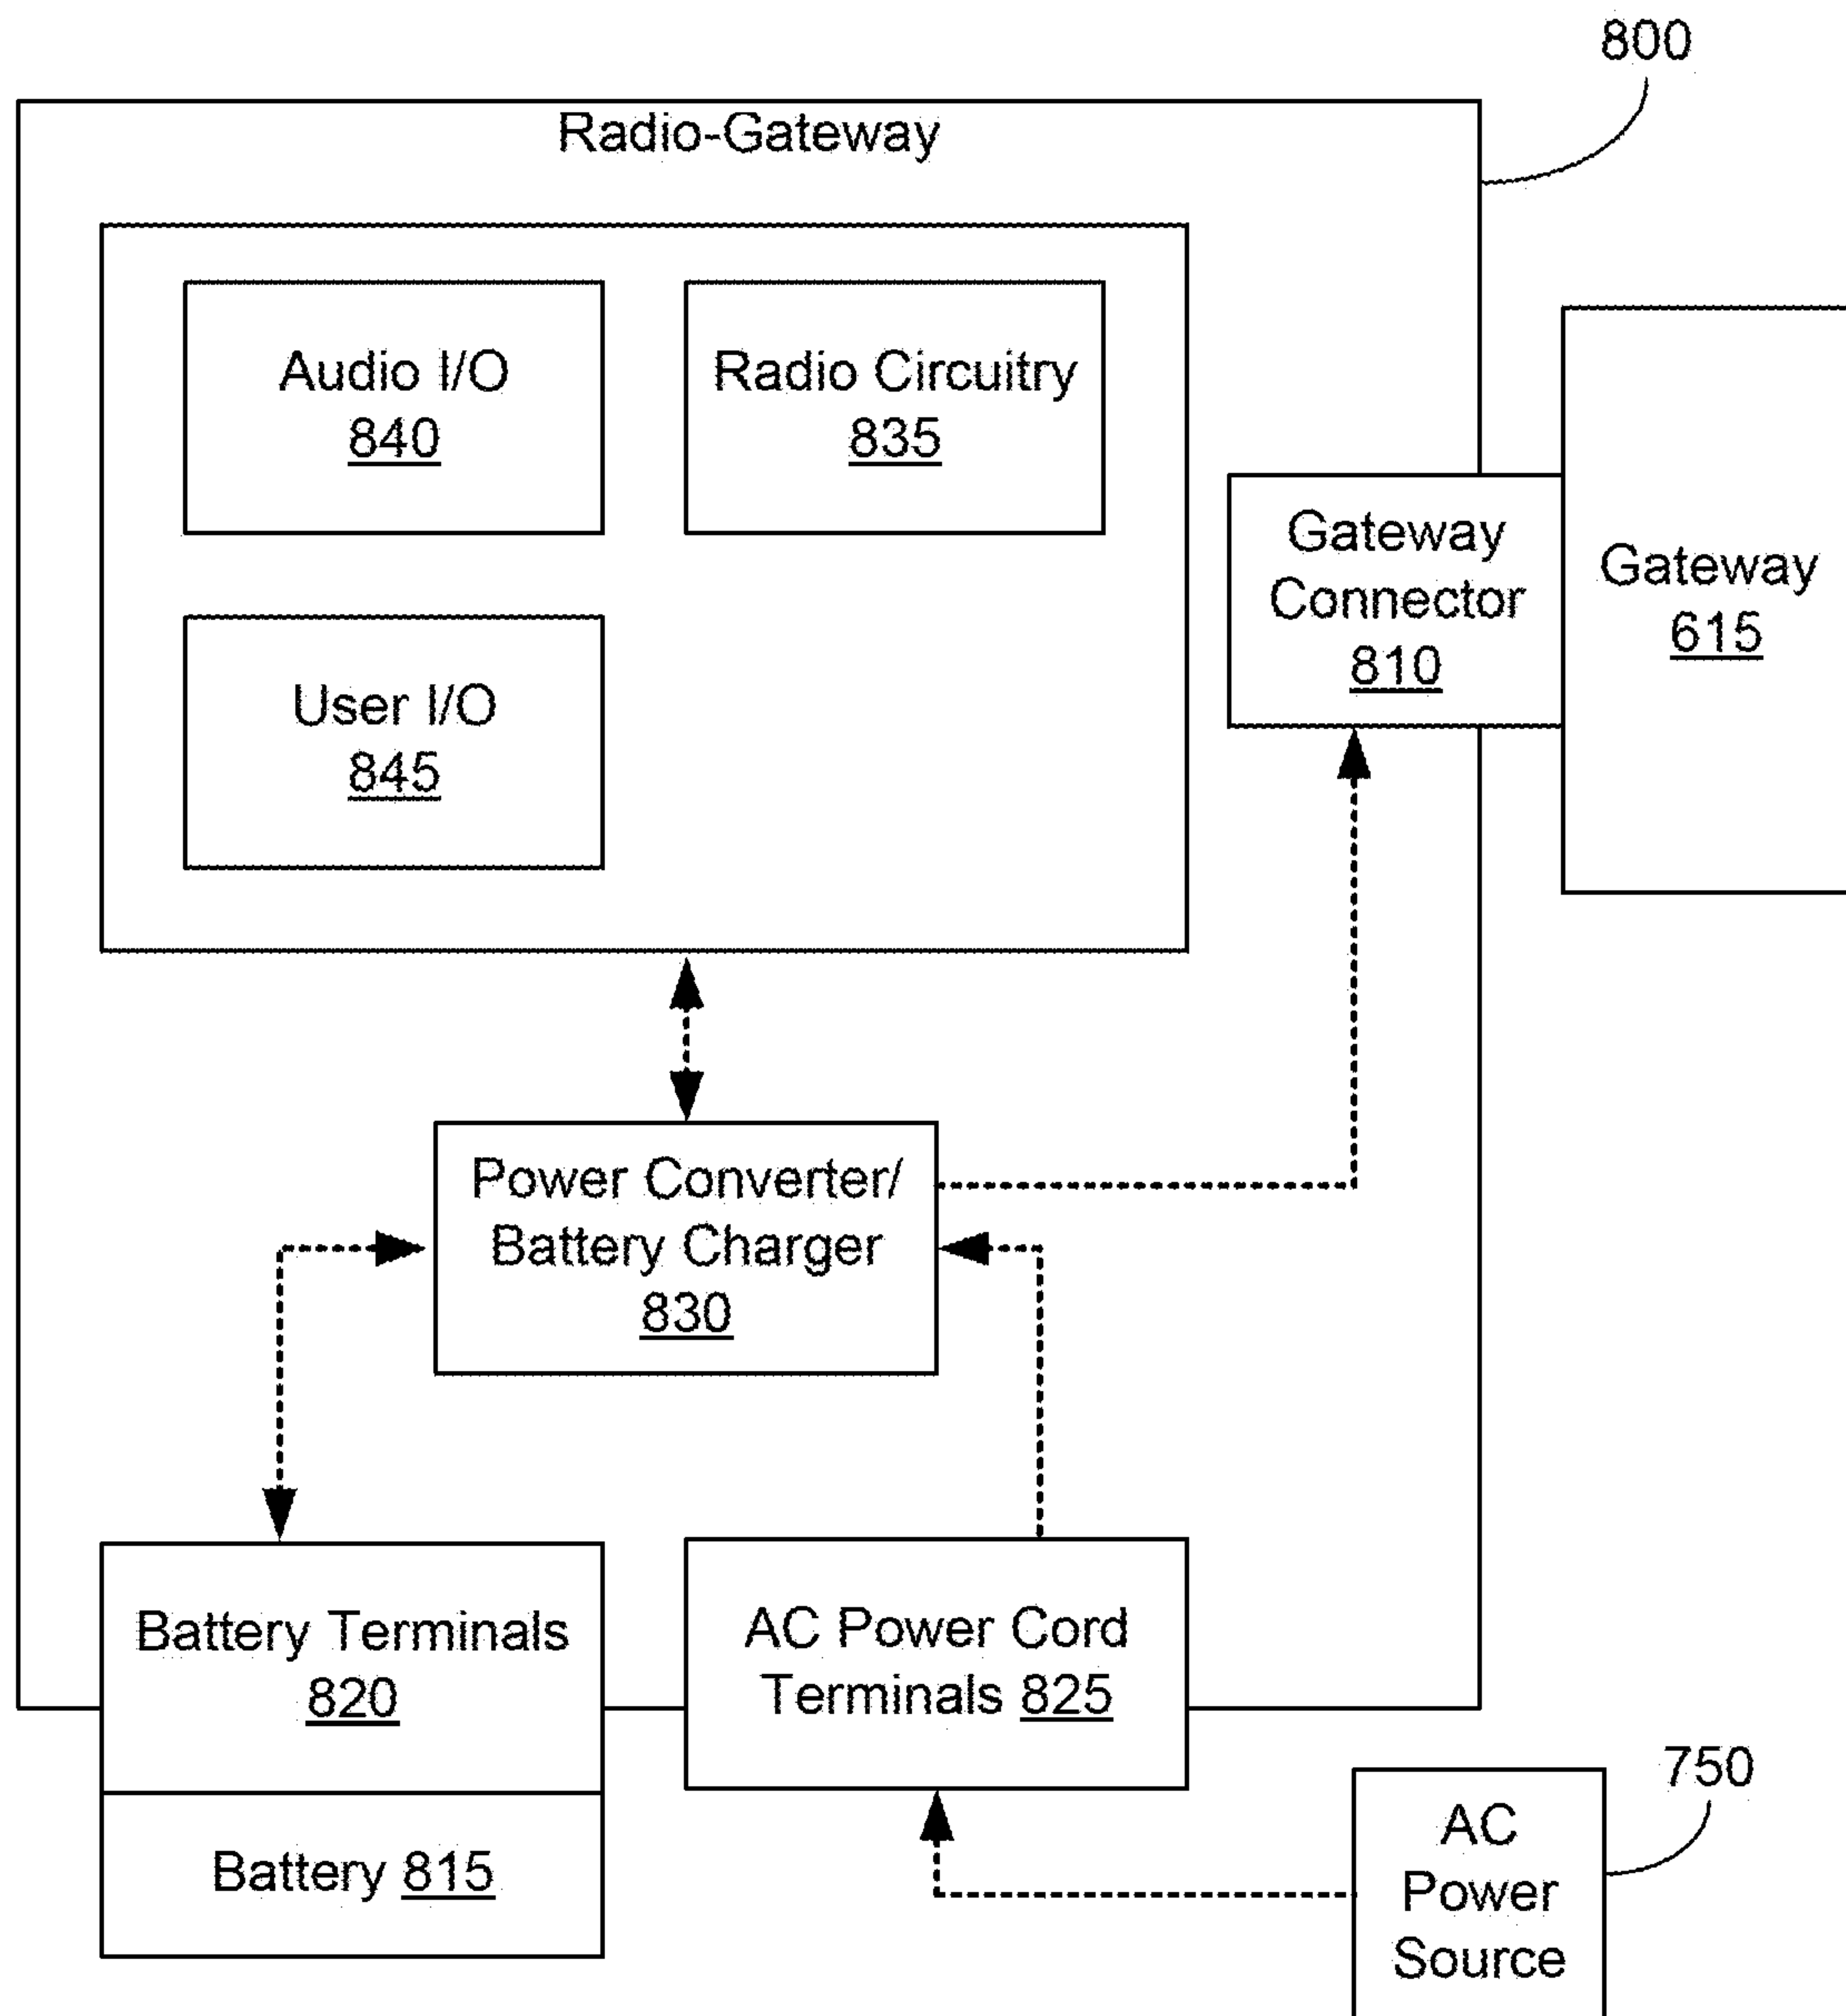 800
Radio-Gateway
Audio I/O
840
Radio Circuitry
835
Gateway
Connector
810
Gateway
615
User I/O
845
Power Converter/
Battery Charger
830
Battery Terminals
820
AC Power Cord
Terminals 825
Battery 815
750
AC
Power
Source